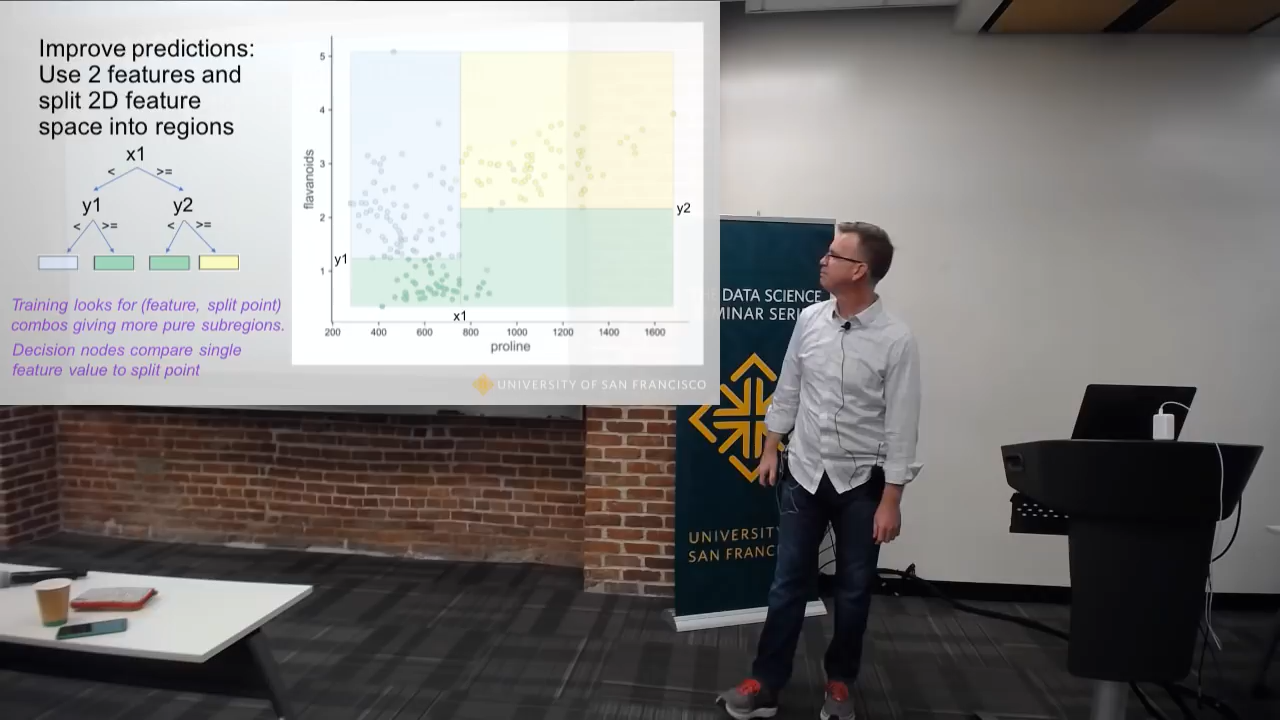 Improve predictions:
Use 2 features and
split 2D feature
space into regions
x1
< >=
y1 y2
< >= < >=
Training looks for (feature, split point)
combos giving more pure subregions.
Decision nodes compare single
feature value to split point
5
4
3
2
1
flavanoids
y1
y2
x1
200 400 600 800 1000 1200 1400 1600
proline
UNIVERSITY OF SAN FRANCISCO
DATA SCIENCE
MINAR SERI
UNIVERSITY
SAN FRANC